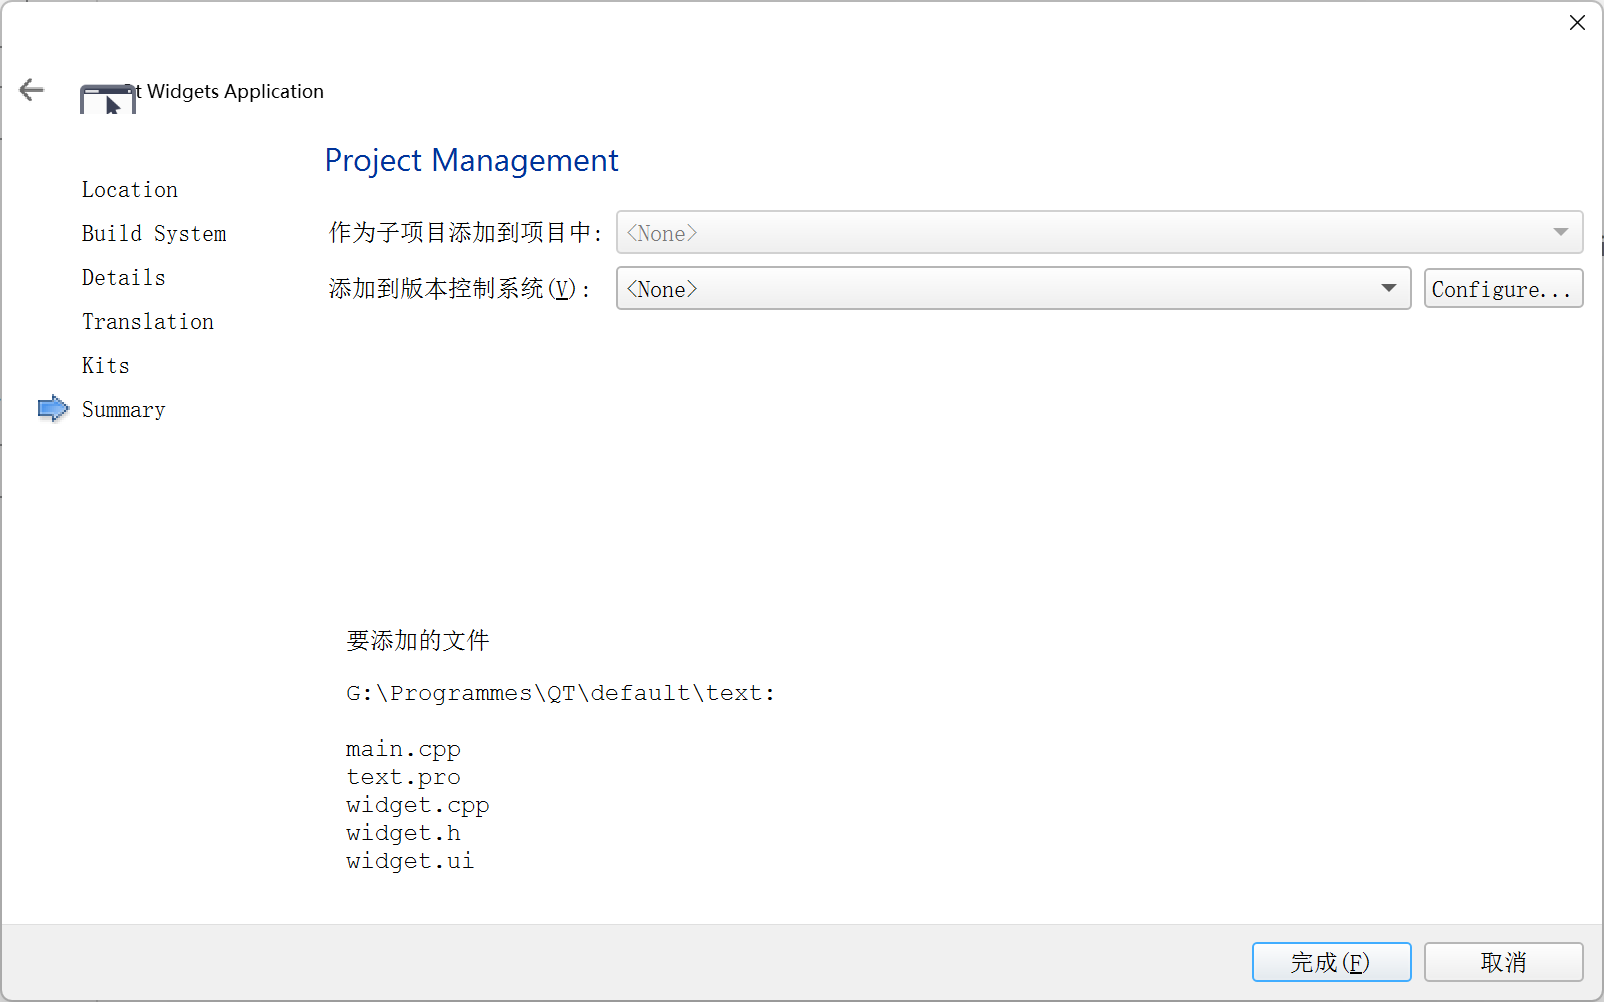 t Widgets Application
Project Management
Location
Build System
Details
Translation
Kits
Summary
作为子项目添加到项目中: <None>
添加到版本控制系统(V): <None> Configure...
要添加的文件
G:\Programmes\QT\default\text:
main.cpp
text.pro
widget.cpp
widget.h
widget.ui
完成(F) 取消